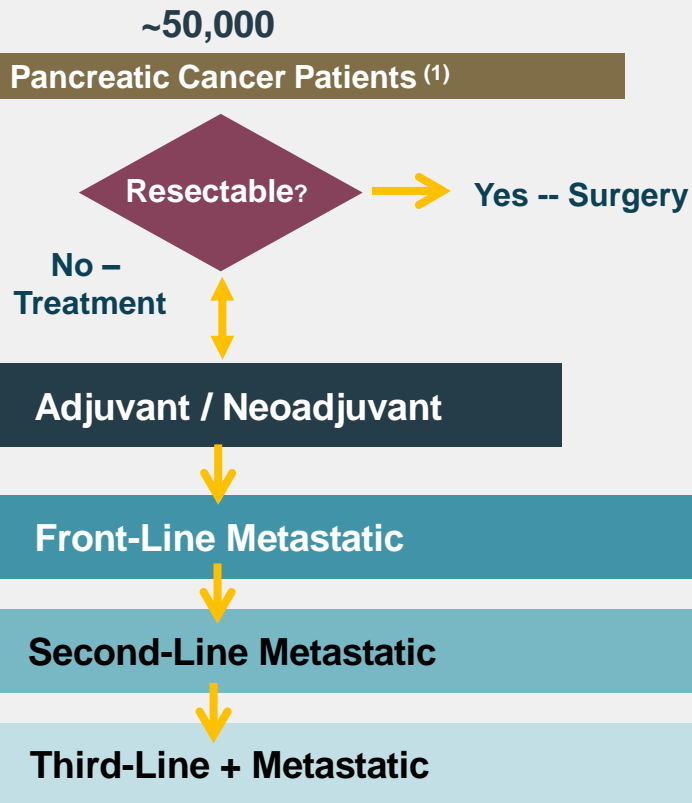 ~50,000
Pancreatic Cancer Patients (1)
Resectable?
Yes -- Surgery
No –
Treatment
Adjuvant / Neoadjuvant
Front-Line Metastatic
Second-Line Metastatic
Third-Line + Metastatic